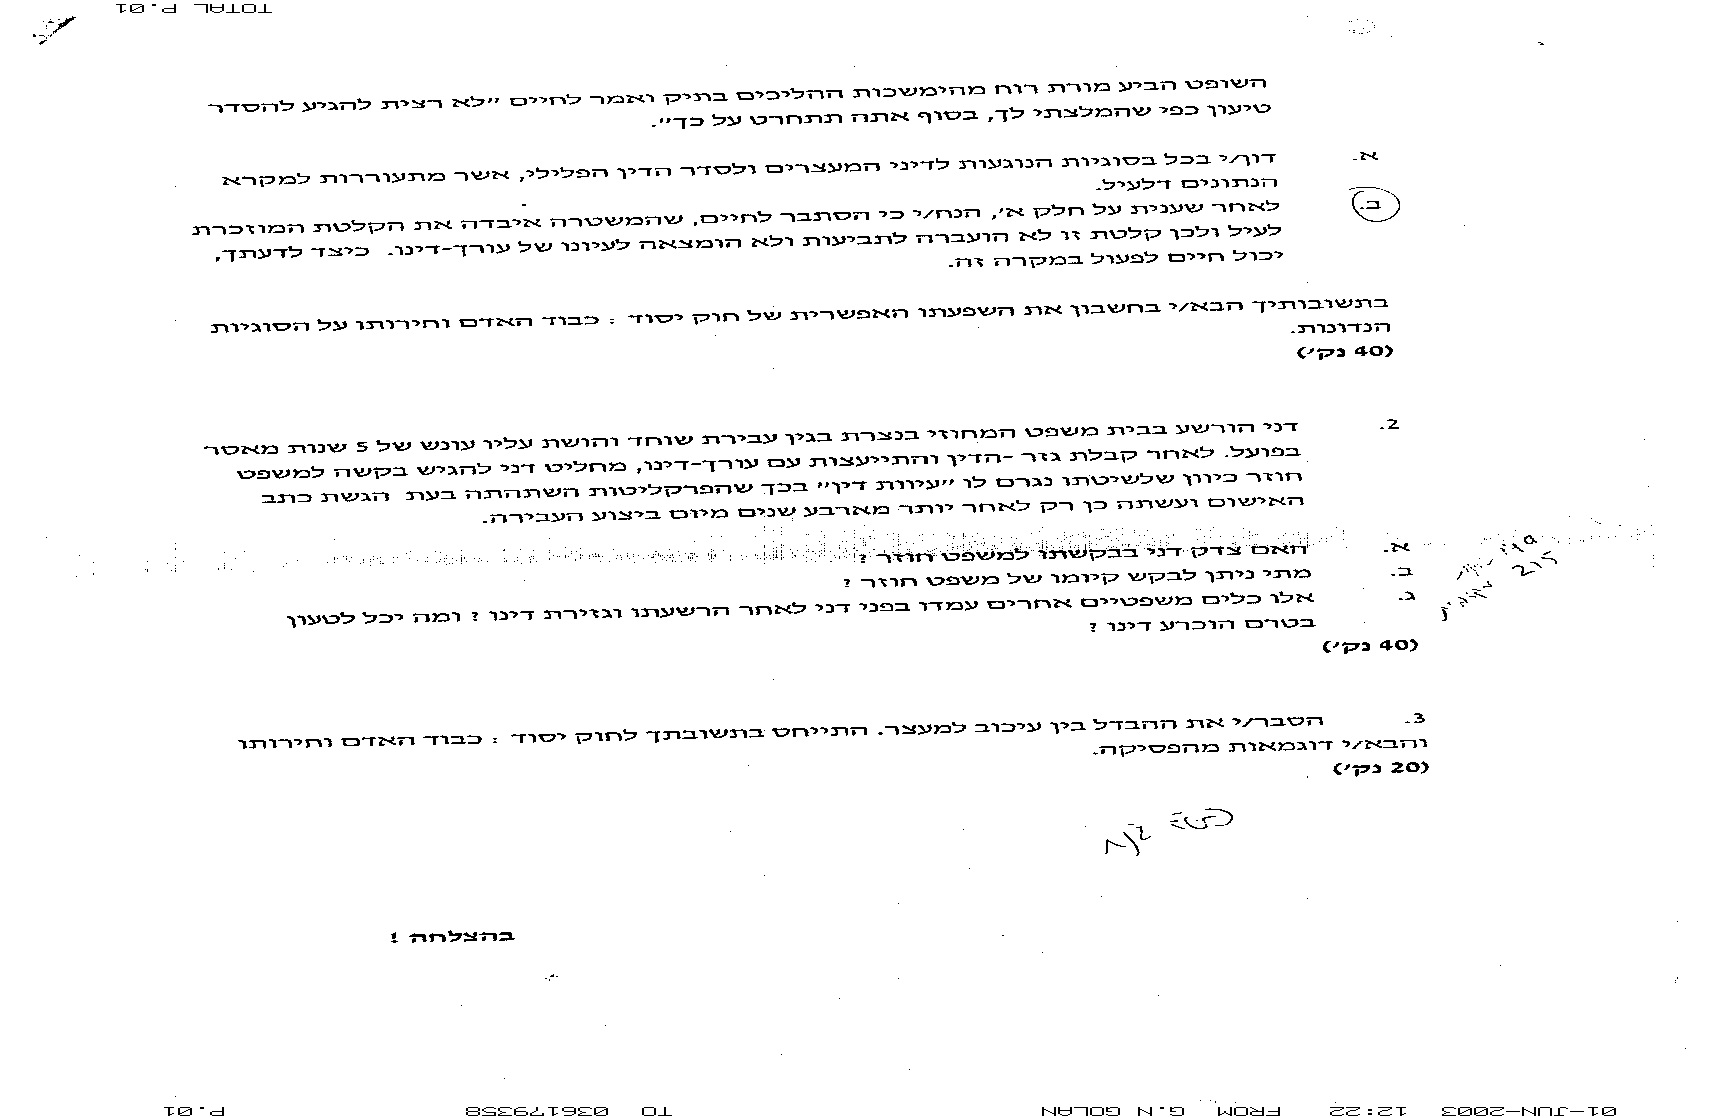 TOTAL P.01
השופט הביע מורת רוח מהימשכות ההליכים בתיק ואמר לחיים "לא רצית להגיע להסדר
טיעון כפי שהמלצתי לך, בסוף אתה תתחרט על כך".
א. דון/י בכל בסוגיות הנוגעות לדיני המעצרים ולסדר הדין הפלילי, אשר מתעוררות למקרא
הנתונים דלעיל.
ב. לאחר שענית על חלק א', הנח/י כי הסתבר לחיים, שהמשטרה איבדה את הקלטת המוזכרת
לעיל ולכן קלטת זו לא הועברה לתביעות ולא הומצאה לעיונו של עורך-דינו. כיצד לדעתך,
יכול חיים לפעול במקרה זה.
בתשובותיך הבא/י בחשבון את השפעתו האפשרית של חוק יסוד : כבוד האדם וחירותו על הסוגיות
הנדונות.
(40 נק')
2. דני הורשע בבית משפט המחוזי בנצרת בגין עבירת שוחד והושת עליו עונש של 5 שנות מאסר
בפועל. לאחר קבלת גזר -הדין והתייעצות עם עורך-דינו, מחליט דני להגיש בקשה למשפט
חוזר כיוון שלשיטתו נגרם לו "עיוות דין" בכך שהפרקליטות השתהתה בעת הגשת כתב
האישום ועשתה כן רק לאחר יותר מארבע שנים מיום ביצוע העבירה.
א. האם צדק דני בבקשתו למשפט חוזר ?
ב. מתי ניתן לבקש קיומו של משפט חוזר ?
ג. אלו כלים משפטיים אחרים עמדו בפני דני לאחר הרשעתו וגזירת דינו ? ומה יכל לטעון
בטרם הוכרע דינו ?
(40 נק')
215
3. הסבר/י את ההבדל בין עיכוב למעצר. התייחס בתשובתך לחוק יסוד : כבוד האדם וחירותו
והבא/י דוגמאות מהפסיקה.
(20 נק')
בהצלחה !
01-JUN-2003 12:22 FROM G.N GOLAN TO 036179358 P.01